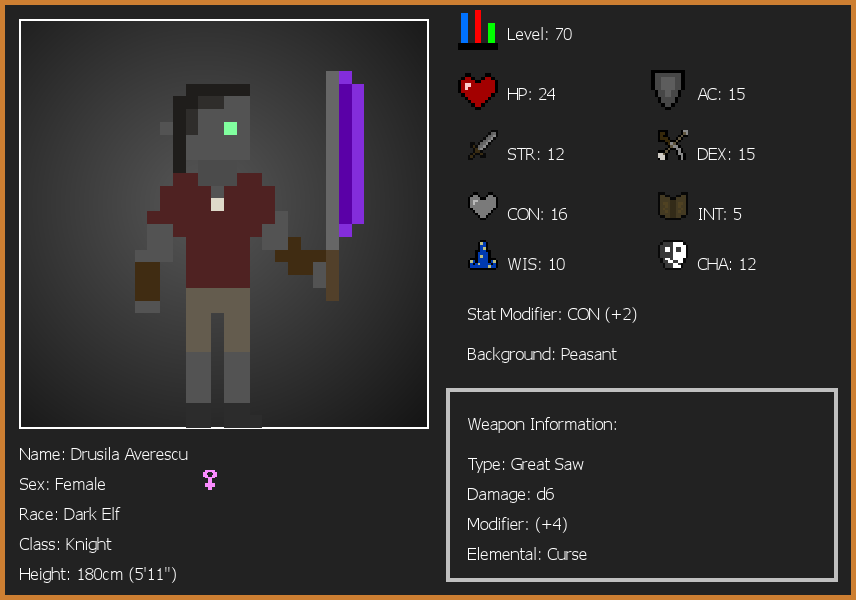 Level: 70
HP: 24
AC: 15
STR: 12
DEX: 15
CON: 16
INT: 5
WIS: 10
CHA: 12
Stat Modifier: CON (+2)
Background: Peasant
Weapon Information:
Type: Great Saw
Damage: d6
Modifier: (+4)
Elemental: Curse
Name: Drusila Averescu
Sex: Female
Race: Dark Elf
Class: Knight
Height: 180cm (5'11")